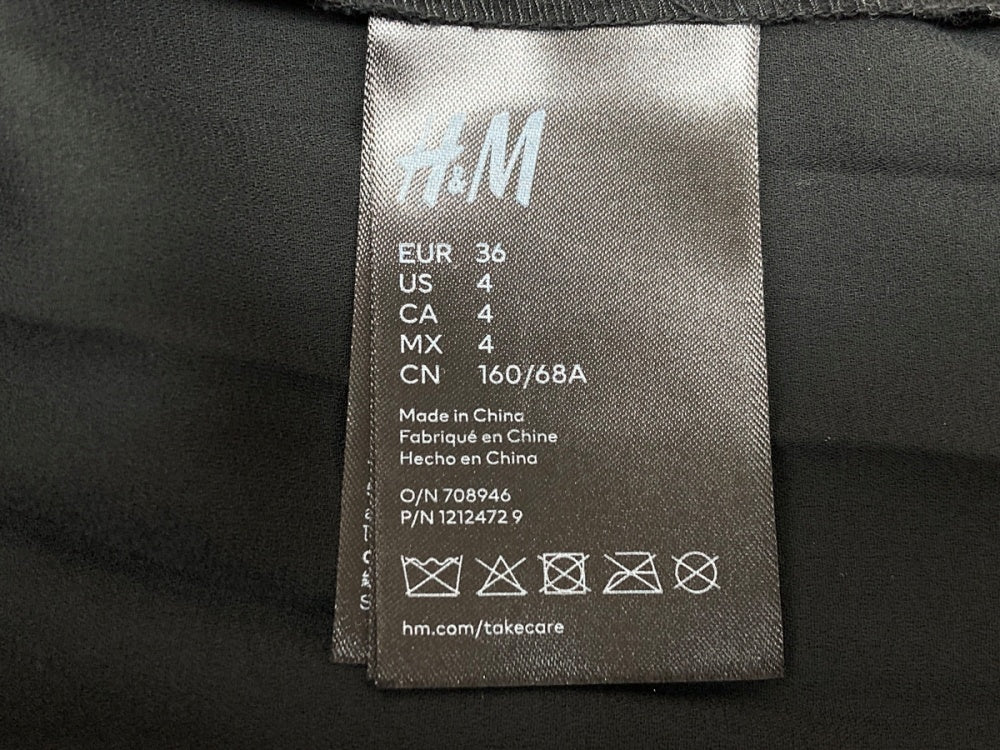 H&M
EUR 36
US 4
CA 4
MX 4
CN 160/68A
Made in China
Fabriqué en Chine
Hecho en China
O/N 708946
P/N 1212472 9
hm.com/takecare